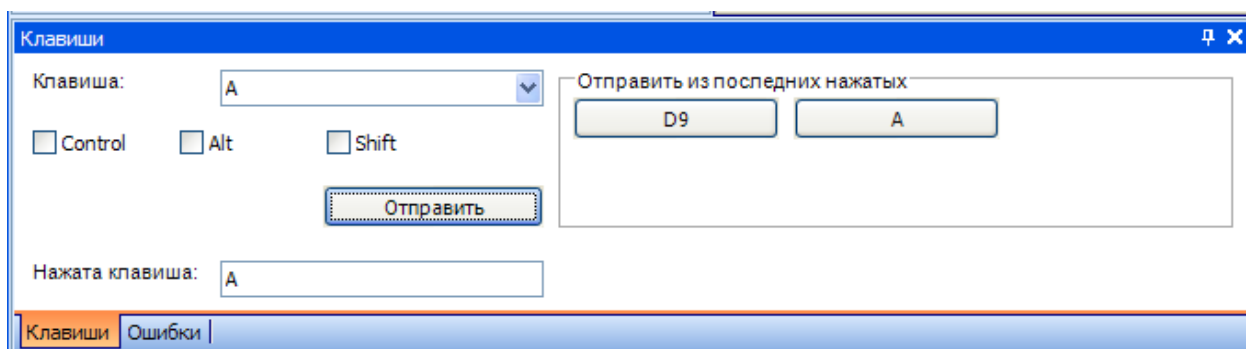 Клавиши
Клавиша:
A
Control
Alt
Shift
Отправить
Нажата клавиша:
A
Отправить из последних нажатых
D9
A
Клавиши
Ошибки